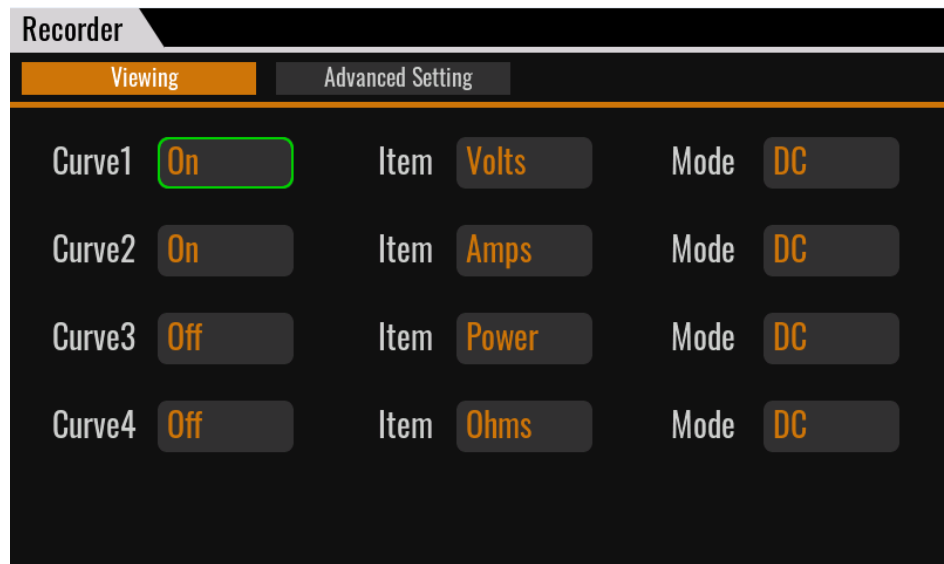 Recorder
Viewing Advanced Setting
Curve1 On Item Volts Mode DC
Curve2 On Item Amps Mode DC
Curve3 Off Item Power Mode DC
Curve4 Off Item Ohms Mode DC